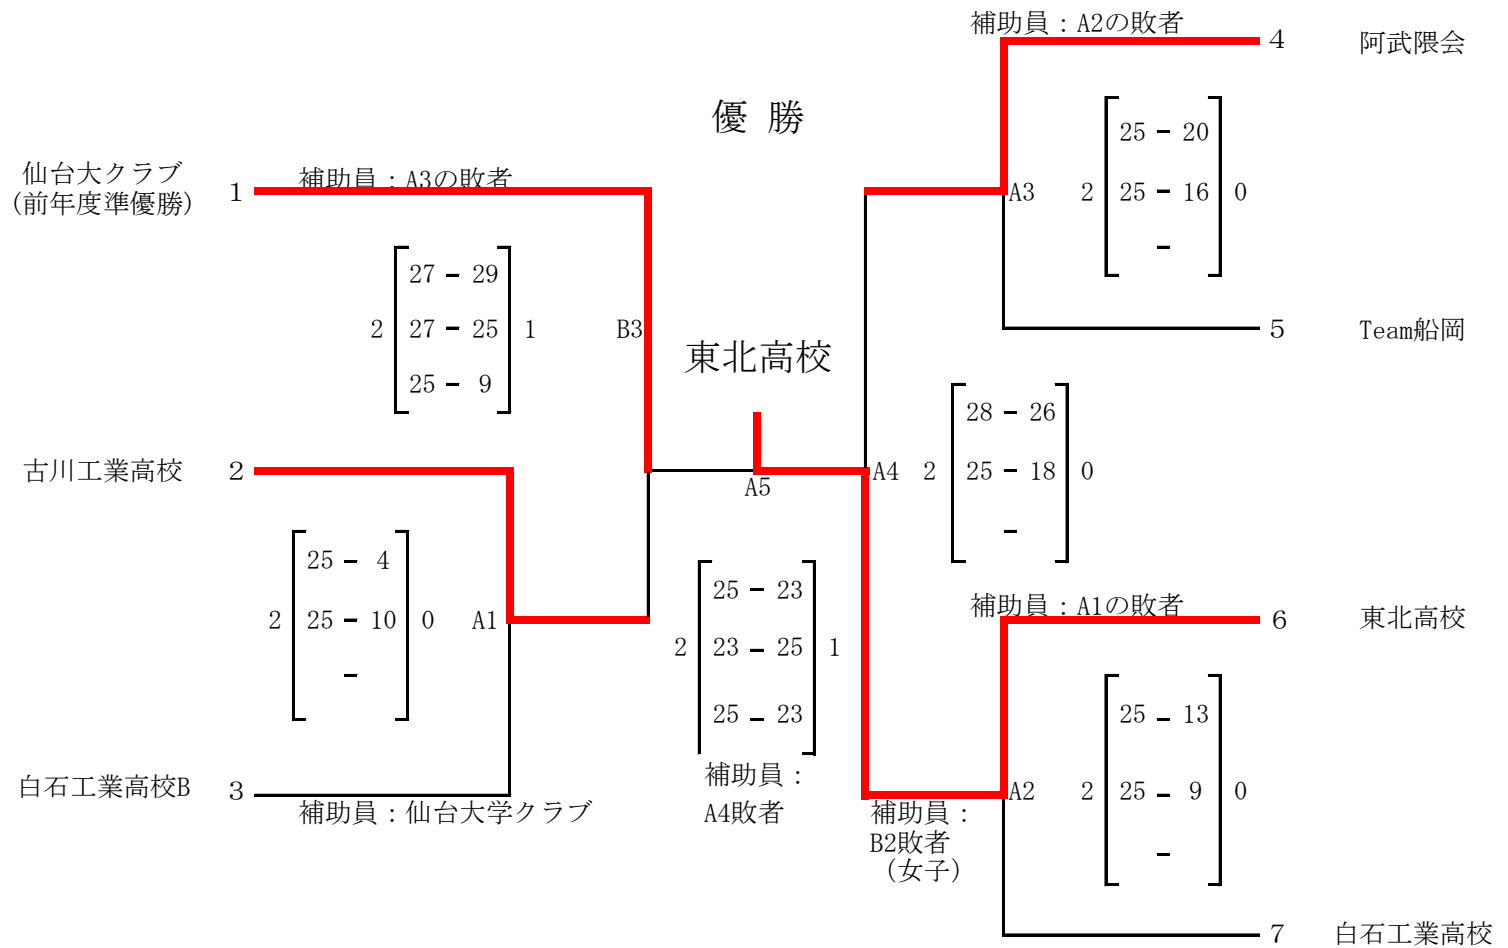 優 勝
東北高校
仙台大クラブ
(前年度準優勝)
1
補助員：A3の敗者
27 - 29
2 27 - 25 1
25 - 9
B3
古川工業高校 2
25 - 4
2 25 - 10 0
-
A1
白石工業高校B 3
補助員：仙台大学クラブ
A5
25 - 23
2 23 - 25 1
25 - 23
補助員：
A4敗者
補助員：A2の敗者
4 阿武隈会
25 - 20
A3 2 25 - 16 0
-
5 Team船岡
28 - 26
A4 2 25 - 18 0
-
補助員：A1の敗者
6 東北高校
25 - 13
A2 2 25 - 9 0
-
補助員：
B2敗者
(女子)
7 白石工業高校